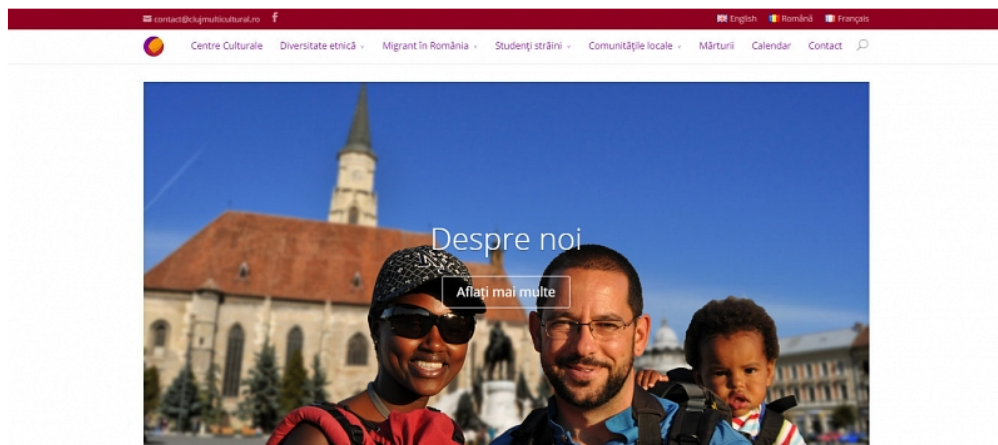 contact@clujmulticultural.ro f English Română Français
Centre Culturale Diversitate etnică Migrant în România Studenți străini Comunitățile locale Mărturii Calendar Contact
Despre noi
Aflați mai multe